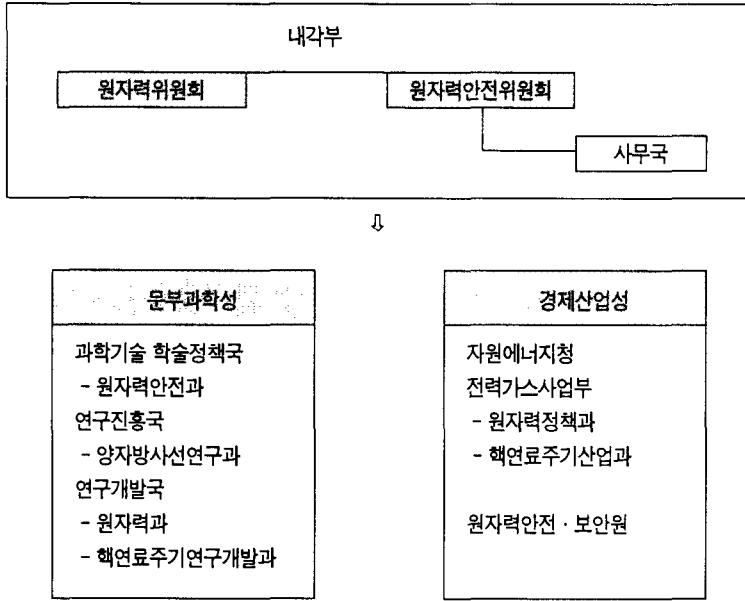 내각부
원자력위원회
원자력안전위원회
사무국
⇩
문부과학성
과학기술 학술정책국
- 원자력안전과
연구진흥국
- 양자방사선연구과
연구개발국
- 원자력과
- 핵연료주기연구개발과
경제산업성
자원에너지청
전력가스사업부
- 원자력정책과
- 핵연료주기산업과
원자력안전 · 보안원